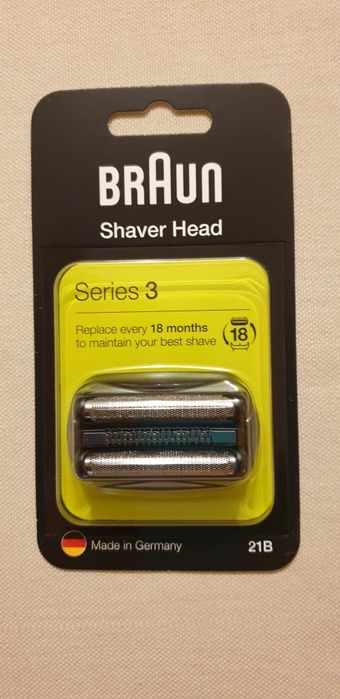 BRAUN
Shaver Head
Series 3
Replace every 18 months
to maintain your best shave
18
Made in Germany
21B